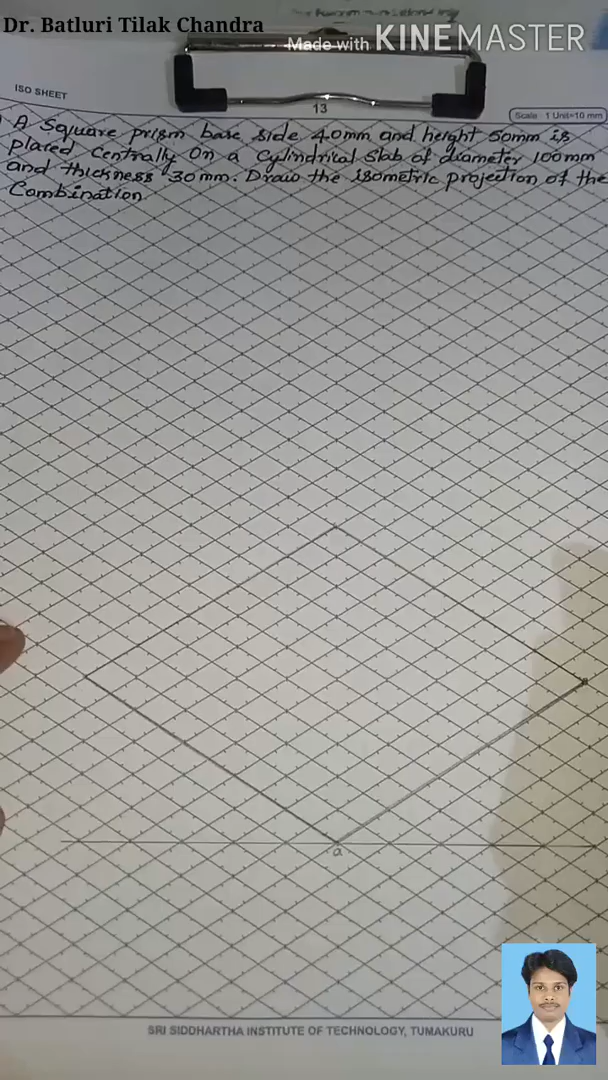 Dr. Batluri Tilak Chandra
Made with KINEMASTER
ISO SHEET
13
Scale 1 Unit=10 mm
A Square prism base side 40mm and height 50mm is
placed Centrally On a Cylindrical Slab of diameter 100mm
and thickness 30mm. Draw the isometric projection of the
Combination
a
SRI SIDDHARTHA INSTITUTE OF TECHNOLOGY, TUMAKURU